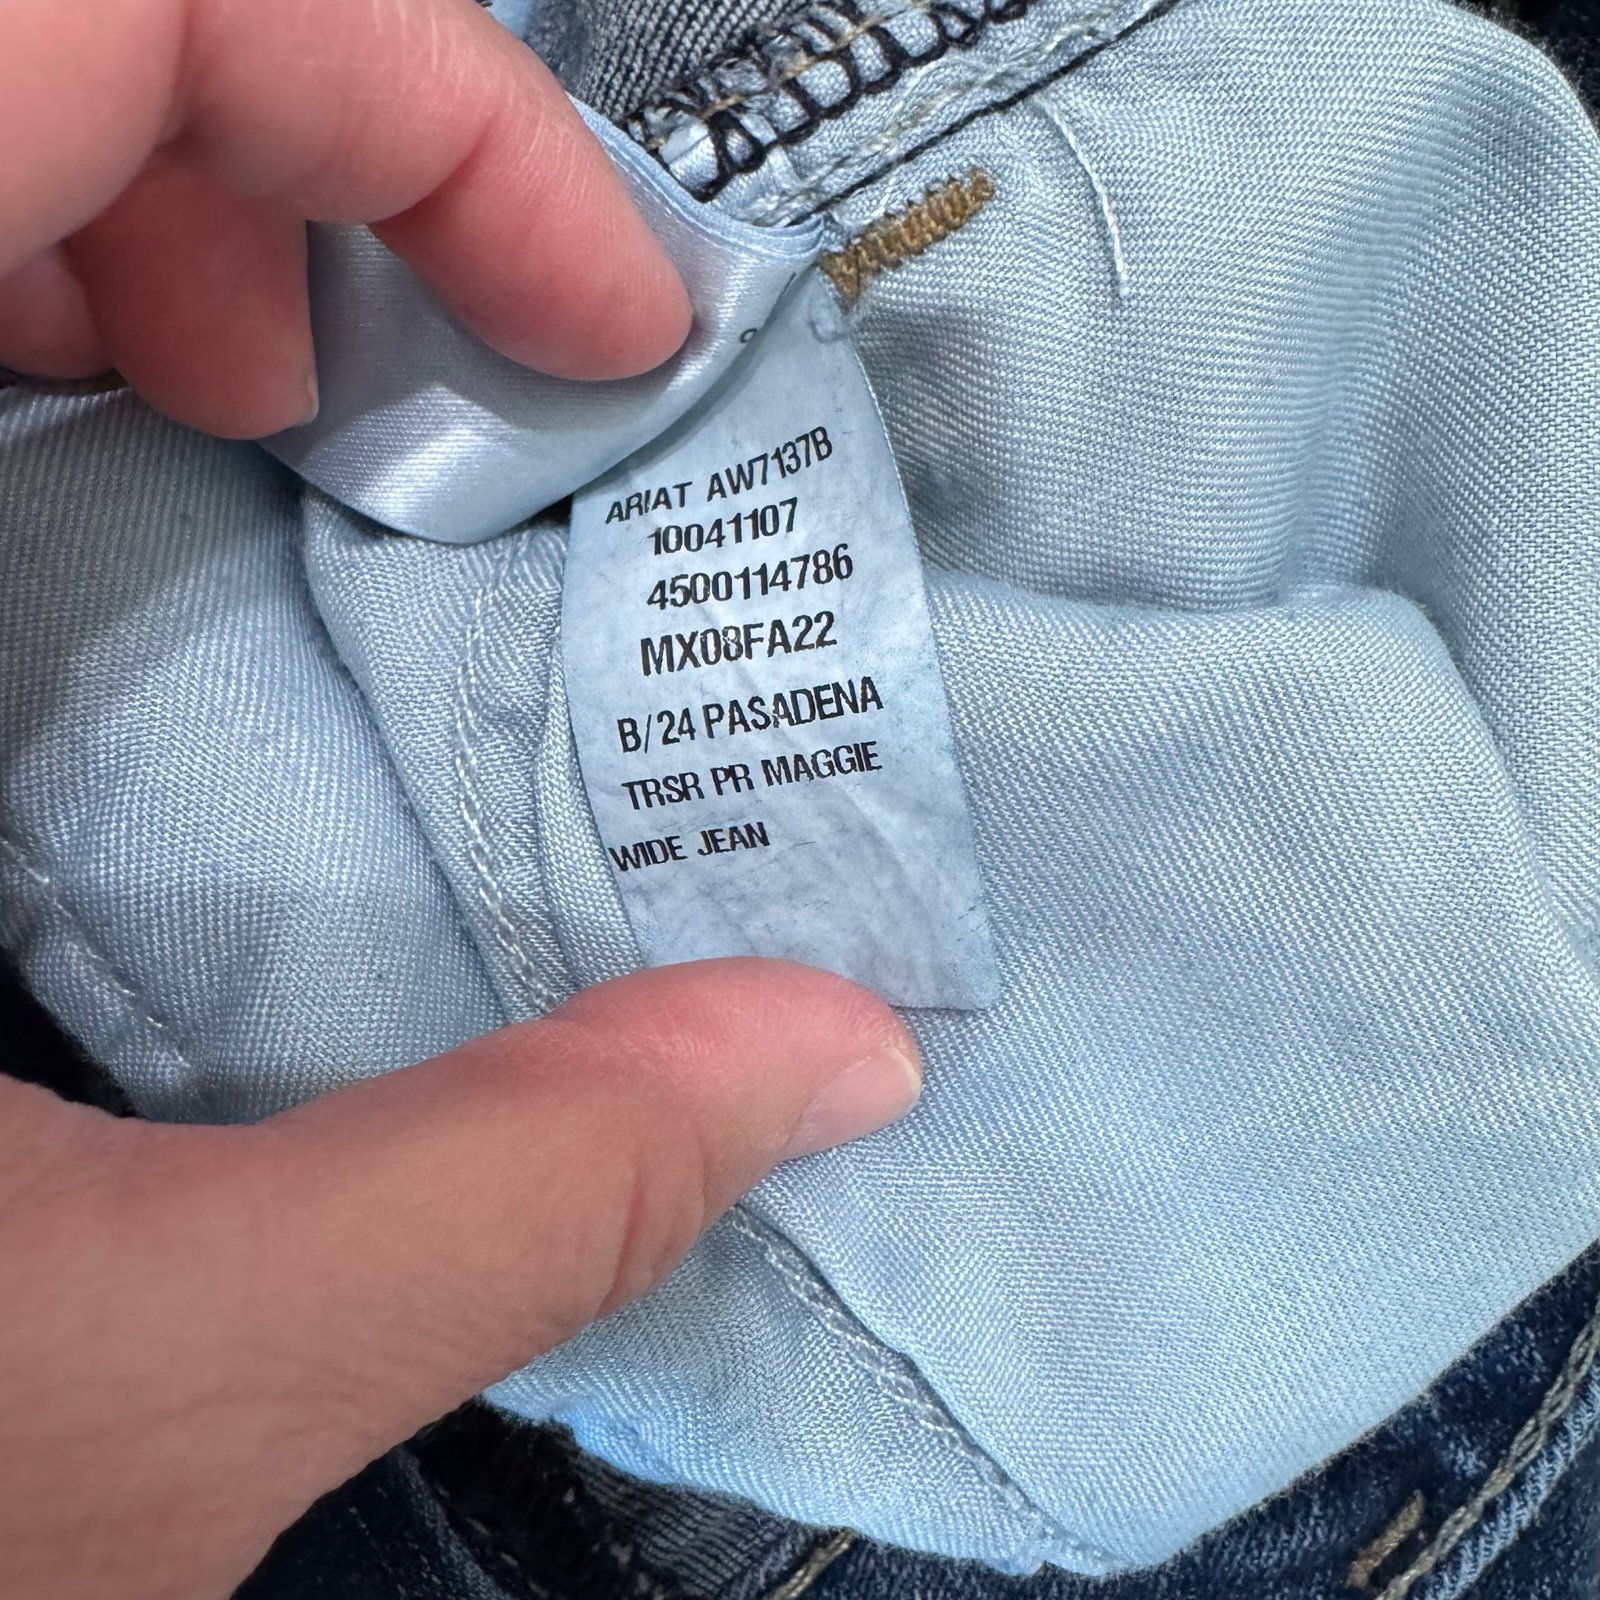 ARIAT AW7137B
10041107
4500114786
MX08FA22
B/24 PASADENA
TRSR PR MAGGIE
WIDE JEAN